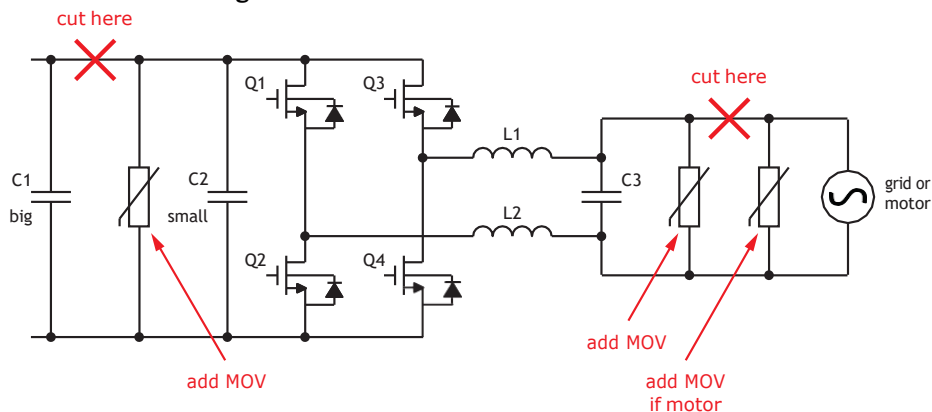 cut here
Q1
Q3
cut here
L1
C1
big
C2
small
C3
grid or
motor
L2
Q2
Q4
add MOV
add MOV
add MOV
if motor